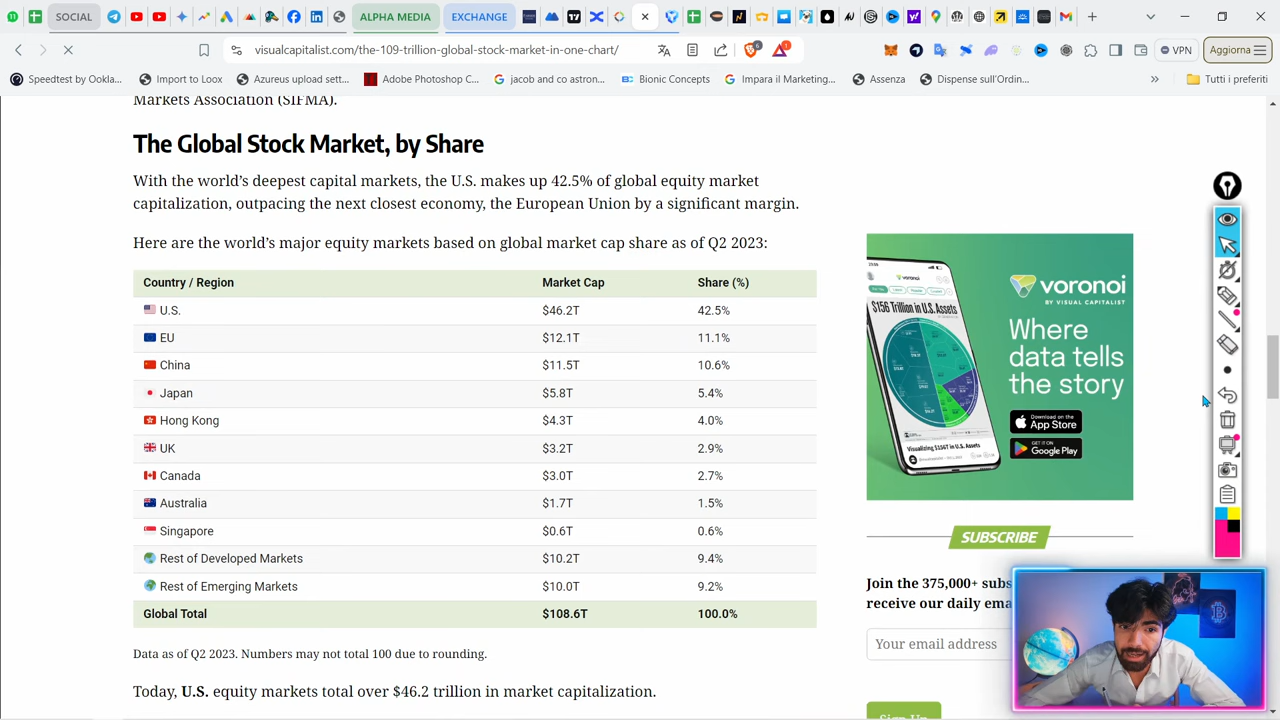 SOCIAL
ALPHA MEDIA
EXCHANGE
visualcapitalist.com/the-109-trillion-global-stock-market-in-one-chart/
VPN
Aggiorna
Speedtest by Ookla...
Import to Loox
Azureus upload sett...
Adobe Photoshop C...
jacob and co astron...
Bionic Concepts
Impara il Marketing...
Assenza
Dispense sull'Ordin...
Tutti i preferiti
Markets Association (SIFMA).
The Global Stock Market, by Share
With the world's deepest capital markets, the U.S. makes up 42.5% of global equity market
capitalization, outpacing the next closest economy, the European Union by a significant margin.
Here are the world's major equity markets based on global market cap share as of Q2 2023:
Country / Region Market Cap Share (%)
U.S. $46.2T 42.5%
EU $12.1T 11.1%
China $11.5T 10.6%
Japan $5.8T 5.4%
Hong Kong $4.3T 4.0%
UK $3.2T 2.9%
Canada $3.0T 2.7%
Australia $1.7T 1.5%
Singapore $0.6T 0.6%
Rest of Developed Markets $10.2T 9.4%
Rest of Emerging Markets $10.0T 9.2%
Global Total $108.6T 100.0%
Data as of Q2 2023. Numbers may not total 100 due to rounding.
Today, U.S. equity markets total over $46.2 trillion in market capitalization.
$156 Trillion in U.S. Assets
Visualizing $156T in U.S. Assets
voronoi
BY VISUAL CAPITALIST
Where
data tells
the story
Download on the
App Store
GET IT ON
Google Play
SUBSCRIBE
Join the 375,000+ subs
receive our daily ema
Your email address
Sign Up